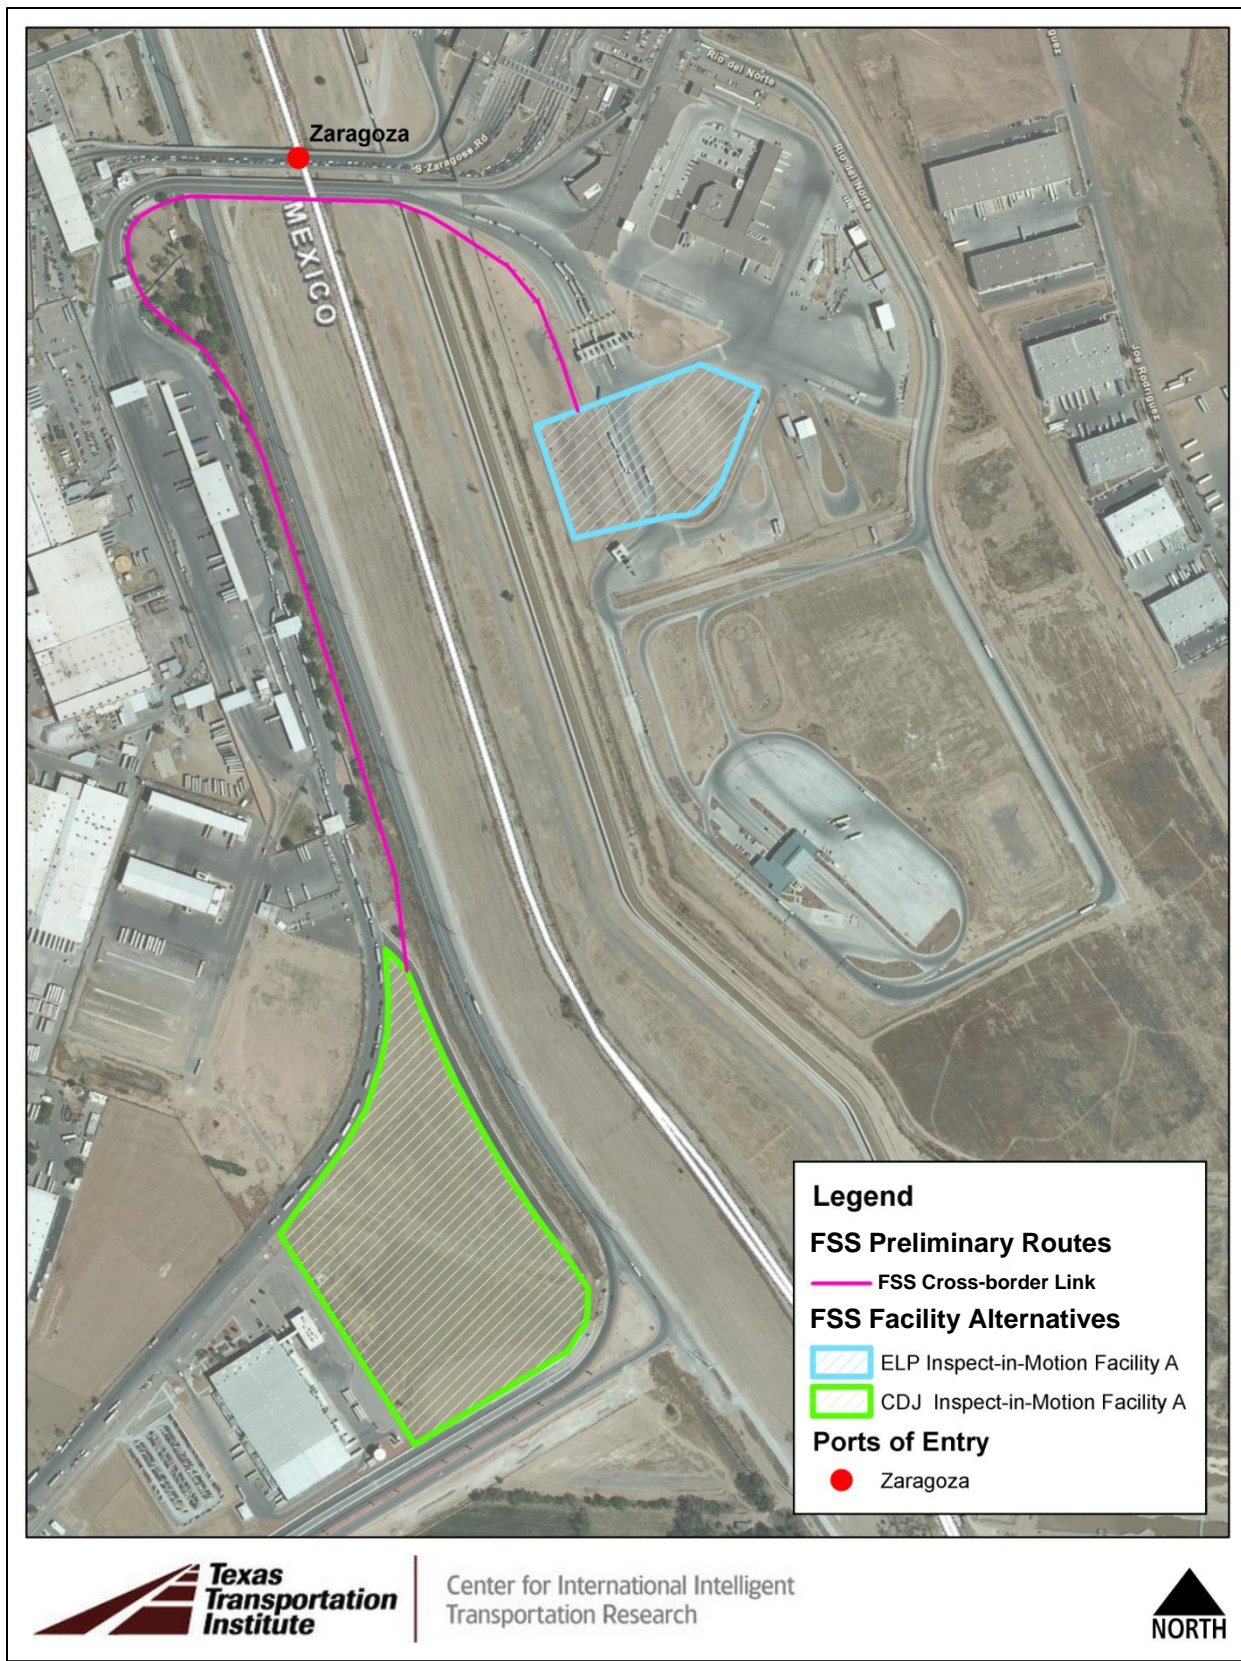 guez
Rio del Norte
Zaragoza
S Zaragosa Rd
Rio del Norte
MEXICO
Joe Rodriguez
Legend
FSS Preliminary Routes
FSS Cross-border Link
FSS Facility Alternatives
ELP Inspect-in-Motion Facility A
CDJ Inspect-in-Motion Facility A
Ports of Entry
Zaragoza
Texas
Transportation
Institute
Center for International Intelligent
Transportation Research
NORTH